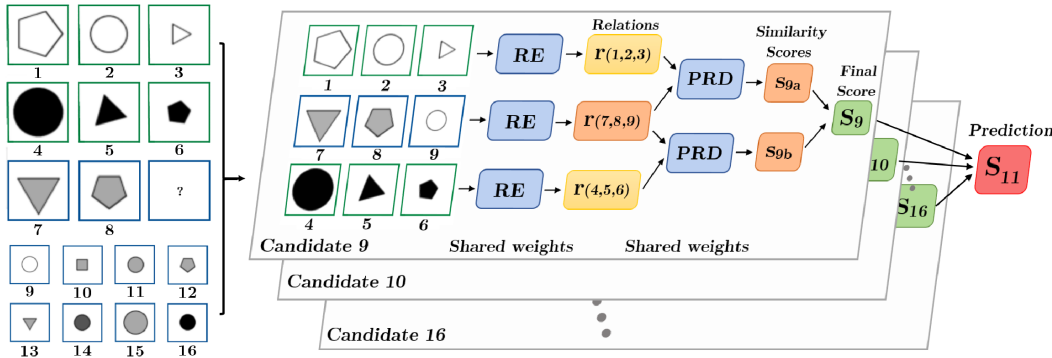 1 2 3
4 5 6
?
7 8
9 10 11 12
13 14 15 16
Relations
Similarity
Scores
Final
Score
Prediction
1 2 3
RE
r(1,2,3)
PRD
s9a
7 8 9
RE
r(7,8,9)
S9
PRD
s9b
4 5 6
RE
r(4,5,6)
10
S16
S11
Candidate 9
Shared weights
Shared weights
Candidate 10
Candidate 16